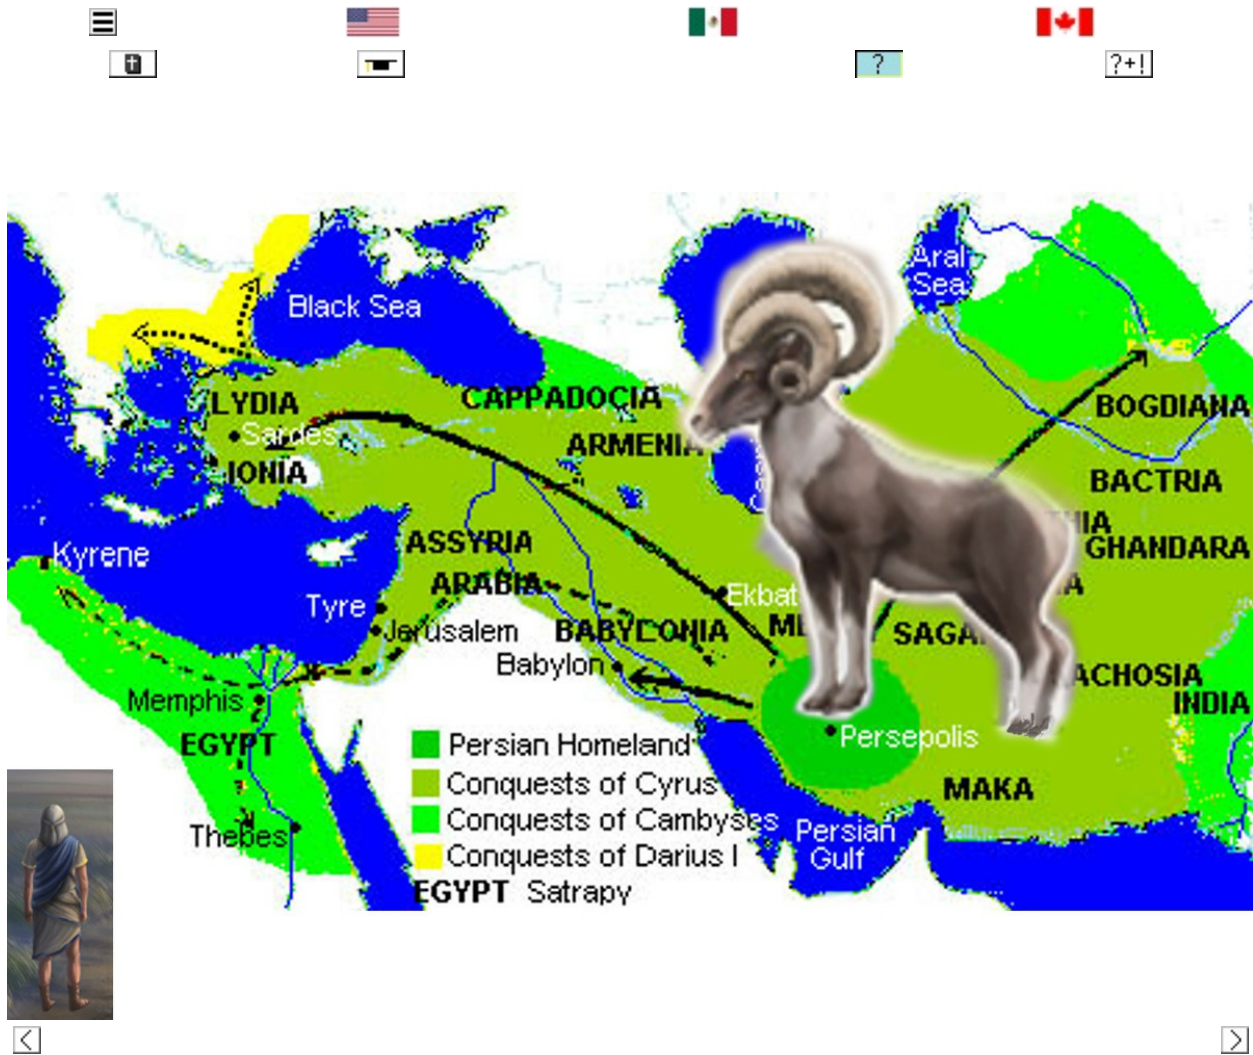 ?
?+!
Aral
Sea
Black Sea
LYDIA
CAPPADOCIA
BOGDIANA
Sardes
ARMENIA
IONIA
BACTRIA
ASSYRIA
GHANDARA
Kyrene
ARABIA
Ekbat
Tyre
Jerusalem
BABYLONIA
SAGA
Babylon
ACHOSIA
Memphis
INDIA
EGYPT
Persian Homeland
Persepolis
Conquests of Cyrus
MAKA
Conquests of Cambyses
Persian
Gulf
Thebes
Conquests of Darius I
EGYPT Satrapy